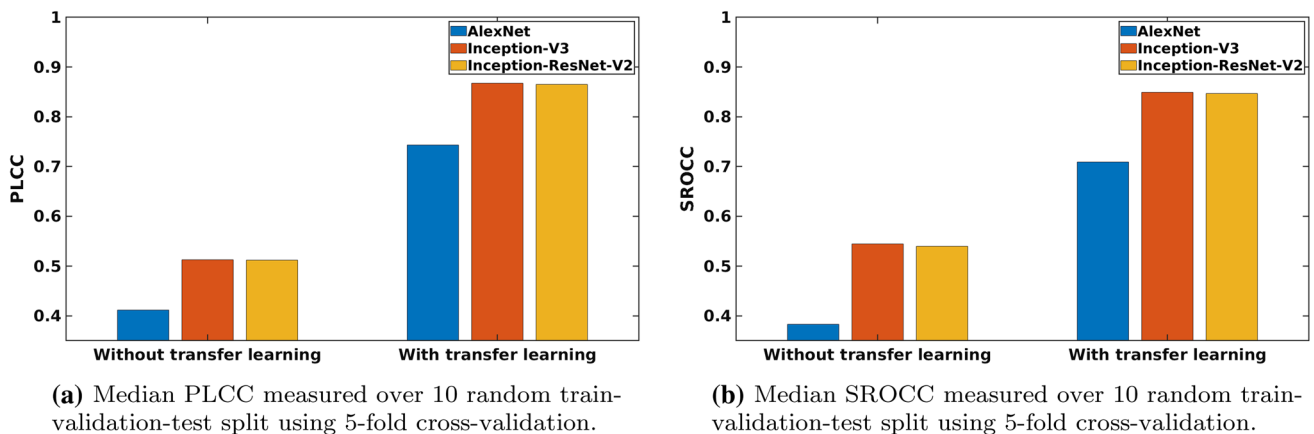 1
0.9
0.8
0.7
0.6
0.5
0.4
PLCC
AlexNet
Inception-V3
Inception-ResNet-V2
Without transfer learning
With transfer learning
(a) Median PLCC measured over 10 random train-
validation-test split using 5-fold cross-validation.
1
0.9
0.8
0.7
0.6
0.5
0.4
SROCC
AlexNet
Inception-V3
Inception-ResNet-V2
Without transfer learning
With transfer learning
(b) Median SROCC measured over 10 random train-
validation-test split using 5-fold cross-validation.